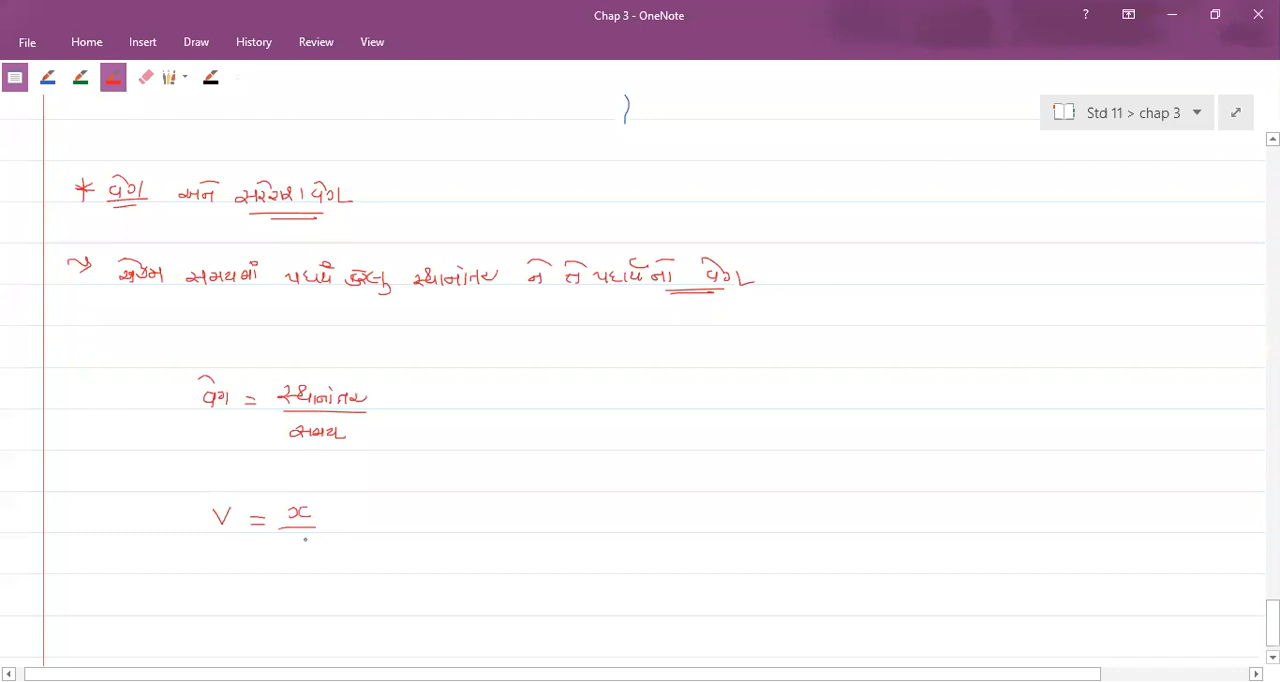 Chap 3 - OneNote
?
File Home Insert Draw History Review View
Std 11 > chap 3
* વેગ અને સરેરાશ વેગ
→ એકમ સમયમાં પદાર્થે કરેલુ સ્થાનાંતર ને તે પદાર્થનો વેગ
વેગ = સ્થાનાંતર
સમય
V = x